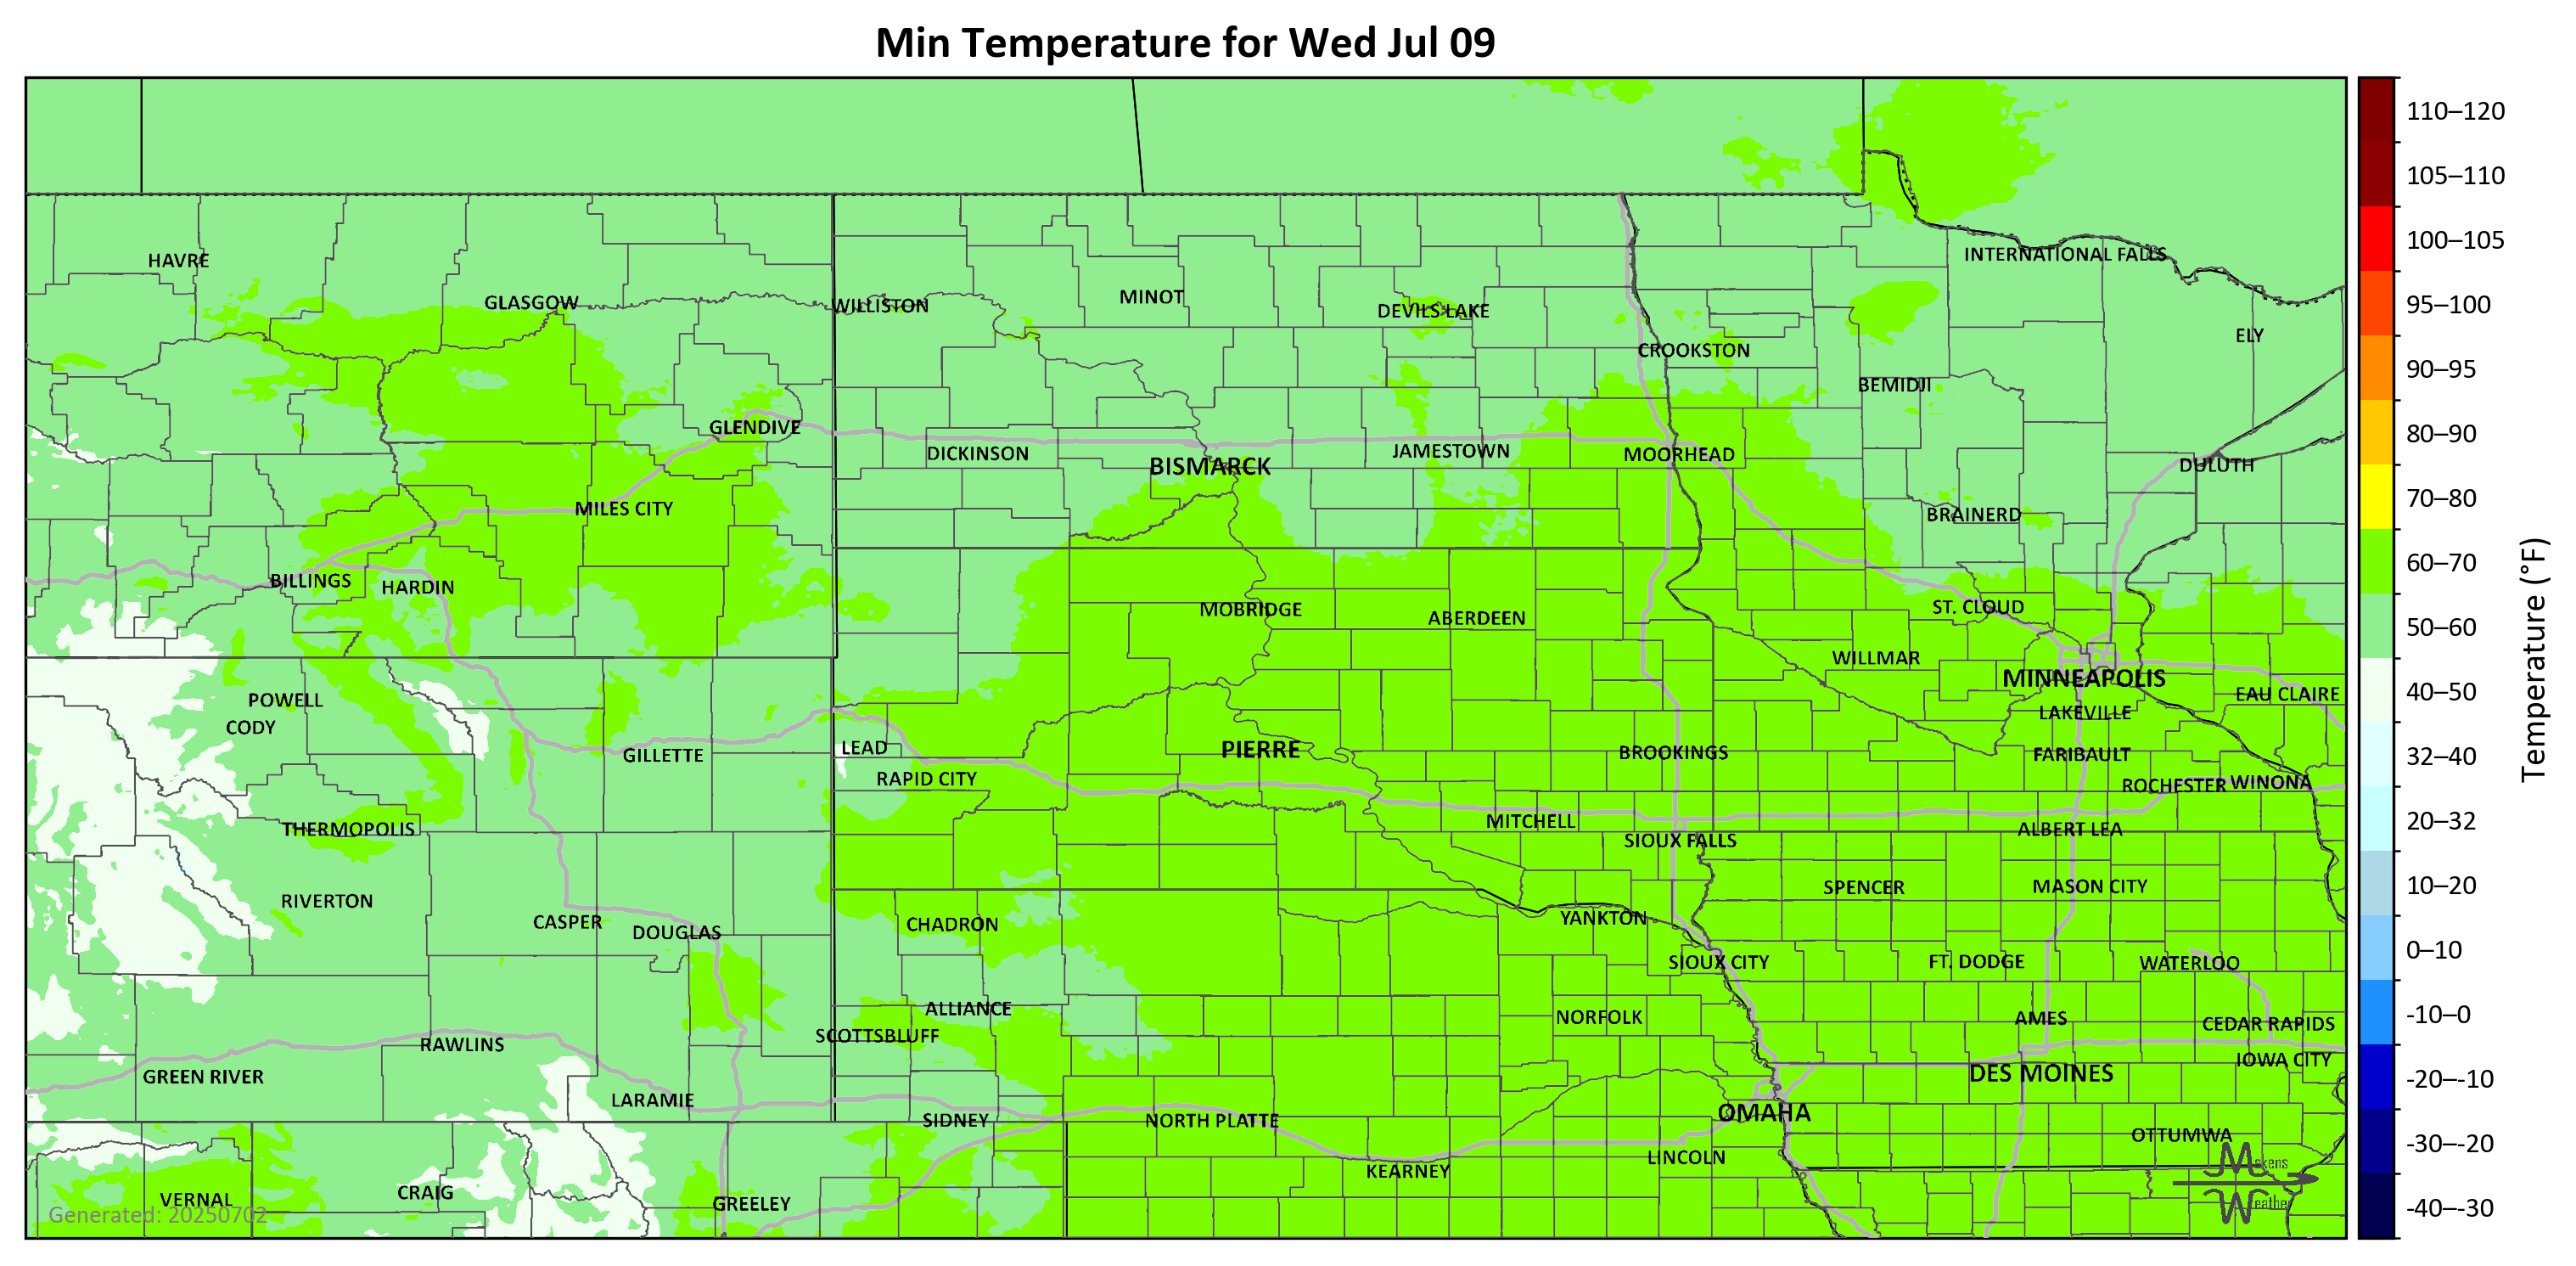 Min Temperature for Wed Jul 09
HAVRE
GLASGOW
WILLISTON
MINOT
DEVILS LAKE
CROOKSTON
INTERNATIONAL FALLS
ELY
BEMIDJI
GLENDIVE
DICKINSON
BISMARCK
JAMESTOWN
MOORHEAD
DULUTH
MILES CITY
BRAINERD
BILLINGS
HARDIN
MOBRIDGE
ABERDEEN
ST. CLOUD
WILLMAR
MINNEAPOLIS
EAU CLAIRE
POWELL
CODY
LAKEVILLE
GILLETTE
LEAD
PIERRE
BROOKINGS
FARIBAULT
RAPID CITY
ROCHESTER
WINONA
THERMOPOLIS
MITCHELL
SIOUX FALLS
ALBERT LEA
RIVERTON
SPENCER
MASON CITY
CASPER
DOUGLAS
CHADRON
YANKTON
SIOUX CITY
FT. DODGE
WATERLOO
ALLIANCE
NORFOLK
AMES
CEDAR RAPIDS
SCOTTSBLUFF
RAWLINS
IOWA CITY
GREEN RIVER
DES MOINES
LARAMIE
SIDNEY
NORTH PLATTE
OMAHA
OTTUMWA
LINCOLN
KEARNEY
VERNAL
CRAIG
GREELEY
Generated: 20250702
Makens
Weather
110–120
105–110
100–105
95–100
90–95
80–90
70–80
60–70
50–60
40–50
32–40
20–32
10–20
0–10
-10–0
-20–-10
-30–-20
-40–-30
Temperature (°F)